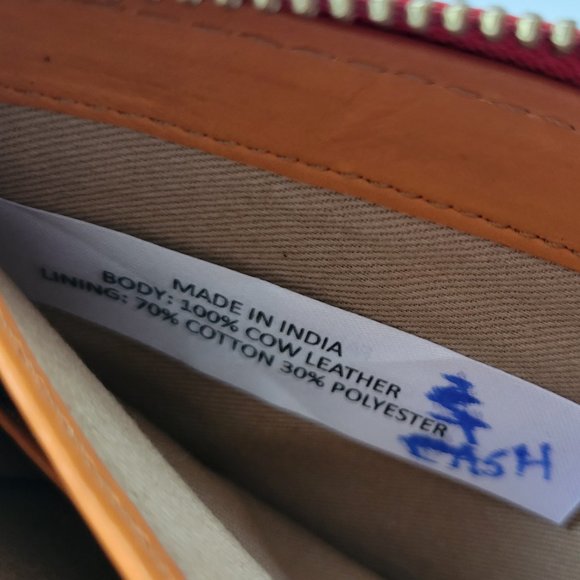 MADE IN INDIA
BODY: 100% COW LEATHER
LINING: 70% COTTON 30% POLYESTER
CASH